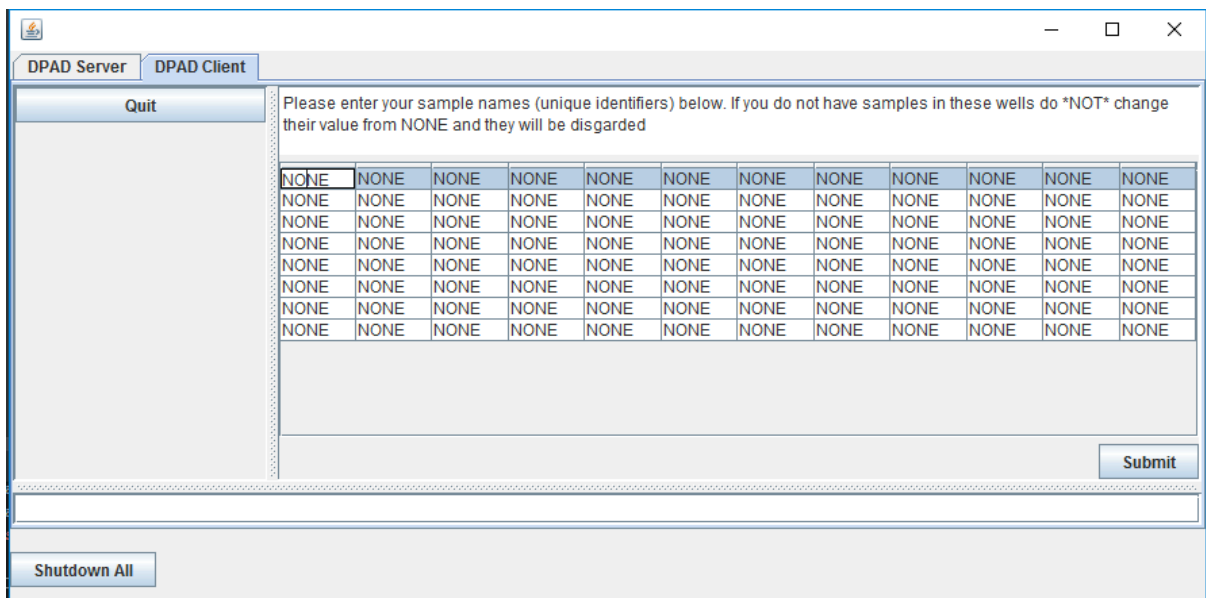 DPAD Server DPAD Client
Quit
Please enter your sample names (unique identifiers) below. If you do not have samples in these wells do *NOT* change
their value from NONE and they will be disgarded
NONE NONE NONE NONE NONE NONE NONE NONE NONE NONE NONE NONE
NONE NONE NONE NONE NONE NONE NONE NONE NONE NONE NONE NONE
NONE NONE NONE NONE NONE NONE NONE NONE NONE NONE NONE NONE
NONE NONE NONE NONE NONE NONE NONE NONE NONE NONE NONE NONE
NONE NONE NONE NONE NONE NONE NONE NONE NONE NONE NONE NONE
NONE NONE NONE NONE NONE NONE NONE NONE NONE NONE NONE NONE
NONE NONE NONE NONE NONE NONE NONE NONE NONE NONE NONE NONE
NONE NONE NONE NONE NONE NONE NONE NONE NONE NONE NONE NONE
Submit
Shutdown All